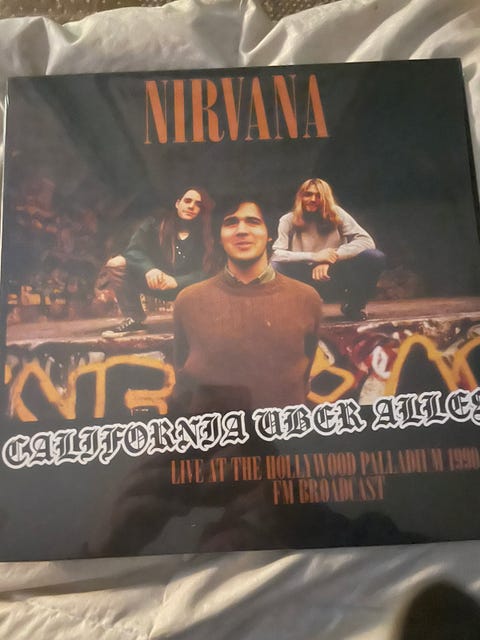 NIRVANA
CALIFORNIA UBER ALLES
LIVE AT THE HOLLYWOOD PALLADIUM 1990
FM BROADCAST